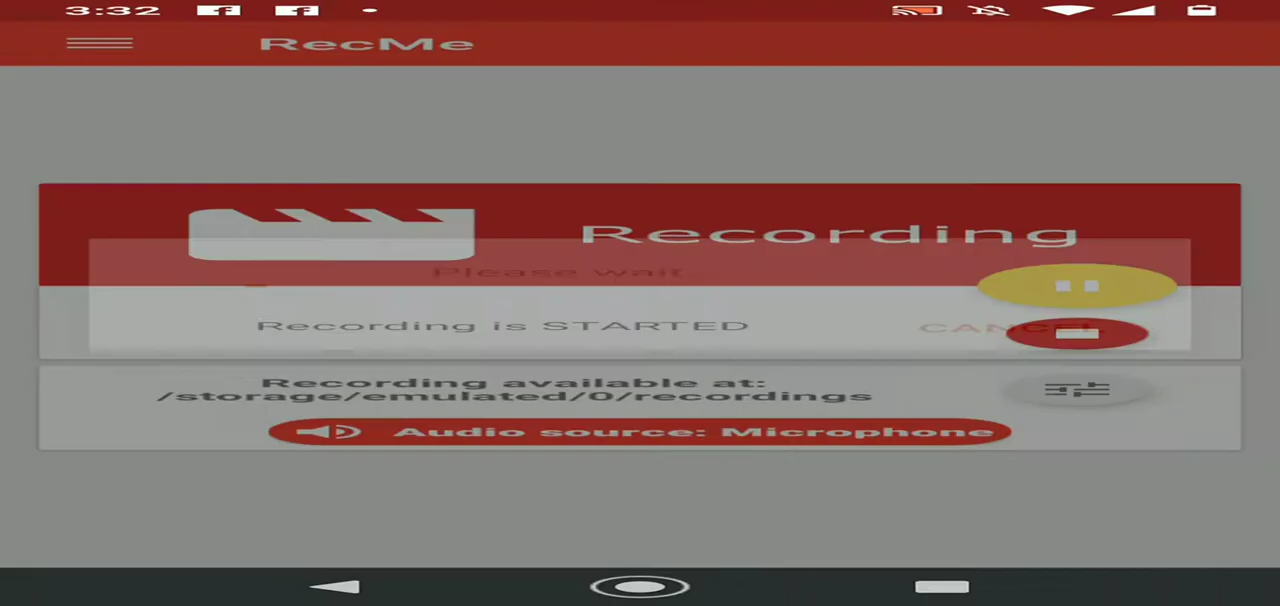 3:32
RecMe
Recording
Please wait
Recording is STARTED
CANCEL
Recording available at:
/storage/emulated/0/recordings
Audio source: Microphone